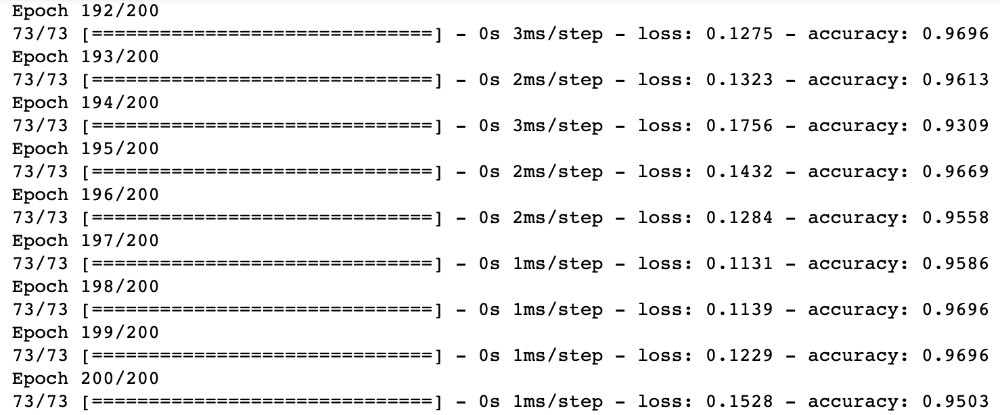 Epoch 192/200
73/73 [==============================] - 0s 3ms/step - loss: 0.1275 - accuracy: 0.9696
Epoch 193/200
73/73 [==============================] - 0s 2ms/step - loss: 0.1323 - accuracy: 0.9613
Epoch 194/200
73/73 [==============================] - 0s 3ms/step - loss: 0.1756 - accuracy: 0.9309
Epoch 195/200
73/73 [==============================] - 0s 2ms/step - loss: 0.1432 - accuracy: 0.9669
Epoch 196/200
73/73 [==============================] - 0s 2ms/step - loss: 0.1284 - accuracy: 0.9558
Epoch 197/200
73/73 [==============================] - 0s 1ms/step - loss: 0.1131 - accuracy: 0.9586
Epoch 198/200
73/73 [==============================] - 0s 1ms/step - loss: 0.1139 - accuracy: 0.9696
Epoch 199/200
73/73 [==============================] - 0s 1ms/step - loss: 0.1229 - accuracy: 0.9696
Epoch 200/200
73/73 [==============================] - 0s 1ms/step - loss: 0.1528 - accuracy: 0.9503